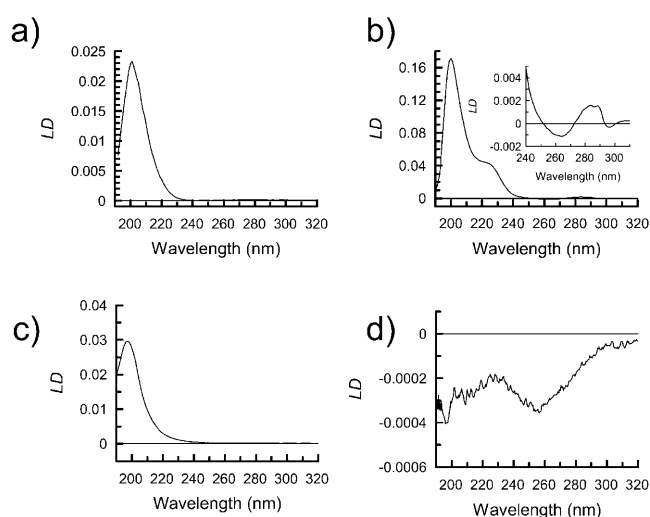 a)
0.025
0.02
0.015
0.01
0.005
0
LD
200 220 240 260 280 300 320
Wavelength (nm)
b)
0.16
0.12
0.08
0.04
0
LD
200 220 240 260 280 300 320
Wavelength (nm)
0.004
0.002
0
-0.002
LD
240 260 280 300
Wavelength (nm)
c)
0.04
0.03
0.02
0.01
0
LD
200 220 240 260 280 300 320
Wavelength (nm)
d)
0
-0.0002
-0.0004
-0.0006
LD
200 220 240 260 280 300 320
Wavelength (nm)